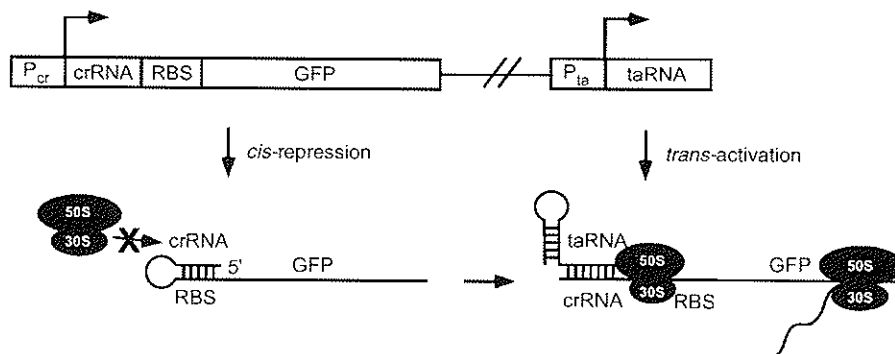 Pcr crRNA RBS GFP Pta taRNA
cis-repression trans-activation
50S
30S
X
crRNA
5'
GFP
RBS
taRNA
50S
30S
crRNA
RBS
GFP
50S
30S